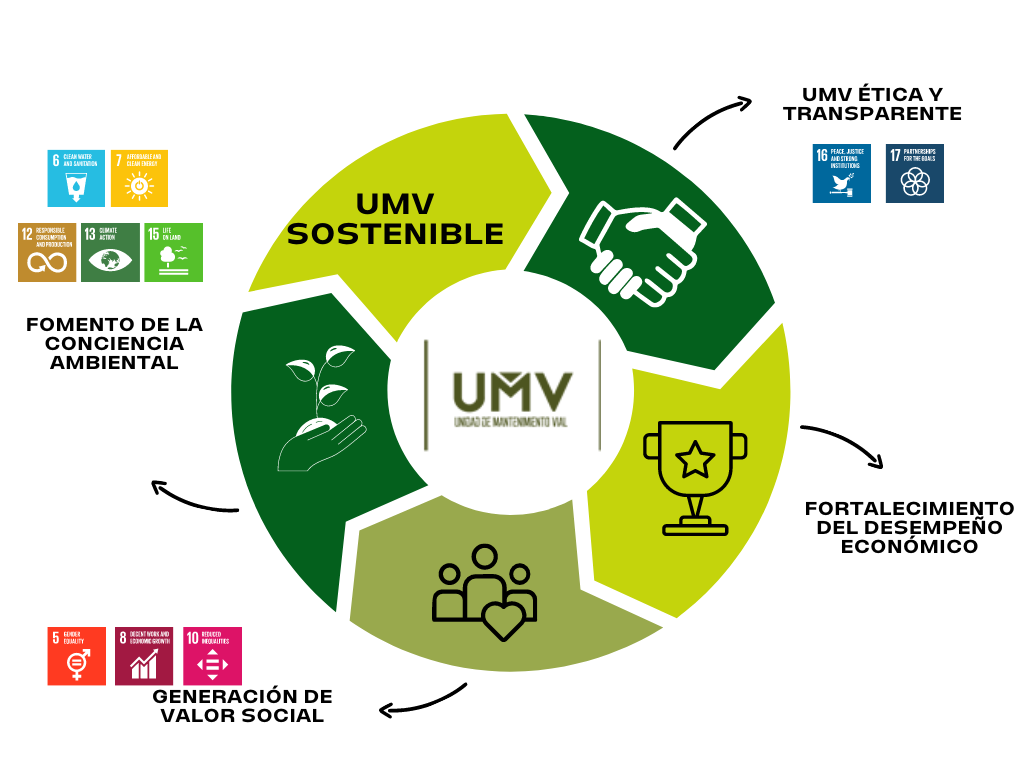 UMV
SOSTENIBLE
UMV ÉTICA Y
TRANSPARENTE
16 PEACE, JUSTICE
AND STRONG
INSTITUTIONS
17 PARTNERSHIPS
FOR THE GOALS
6 CLEAN WATER
AND SANITATION
7 AFFORDABLE AND
CLEAN ENERGY
12 RESPONSIBLE
CONSUMPTION
AND PRODUCTION
13 CLIMATE
ACTION
15 LIFE
ON LAND
FOMENTO DE LA
CONCIENCIA
AMBIENTAL
UMV
UNIDAD DE MANTENIMIENTO VIAL
FORTALECIMIENTO
DEL DESEMPEÑO
ECONÓMICO
5 GENDER
EQUALITY
8 DECENT WORK AND
ECONOMIC GROWTH
10 REDUCED
INEQUALITIES
GENERACIÓN DE
VALOR SOCIAL